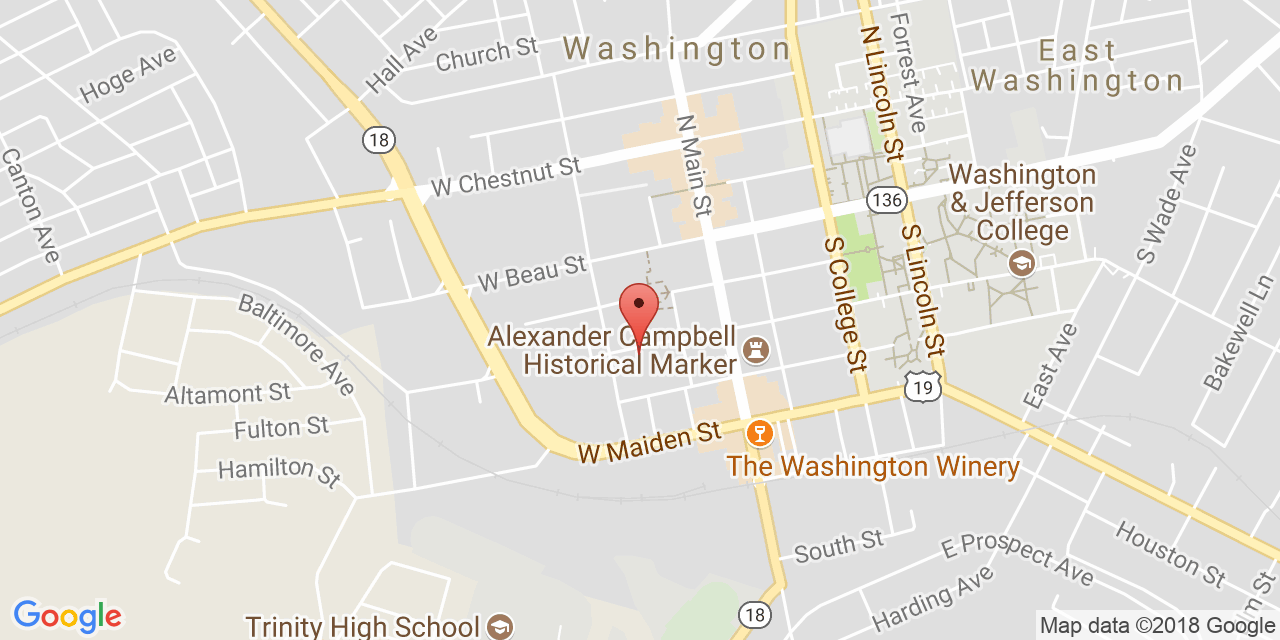 Hoge Ave
Hall Ave
Church St
Washington
N Lincoln St
Forrest Ave
East
Washington
18
Canton Ave
W Chestnut St
N Main St
136
Washington
& Jefferson
College
S Wade Ave
W Beau St
S College St
S Lincoln St
Baltimore Ave
Alexander Campbell
Historical Marker
Bakewell Ln
East Ave
Altamont St
19
Fulton St
W Maiden St
Hamilton St
The Washington Winery
South St
E Prospect Ave
Houston St
Harding Ave
18
Google
Trinity High School
Map data ©2018 Google